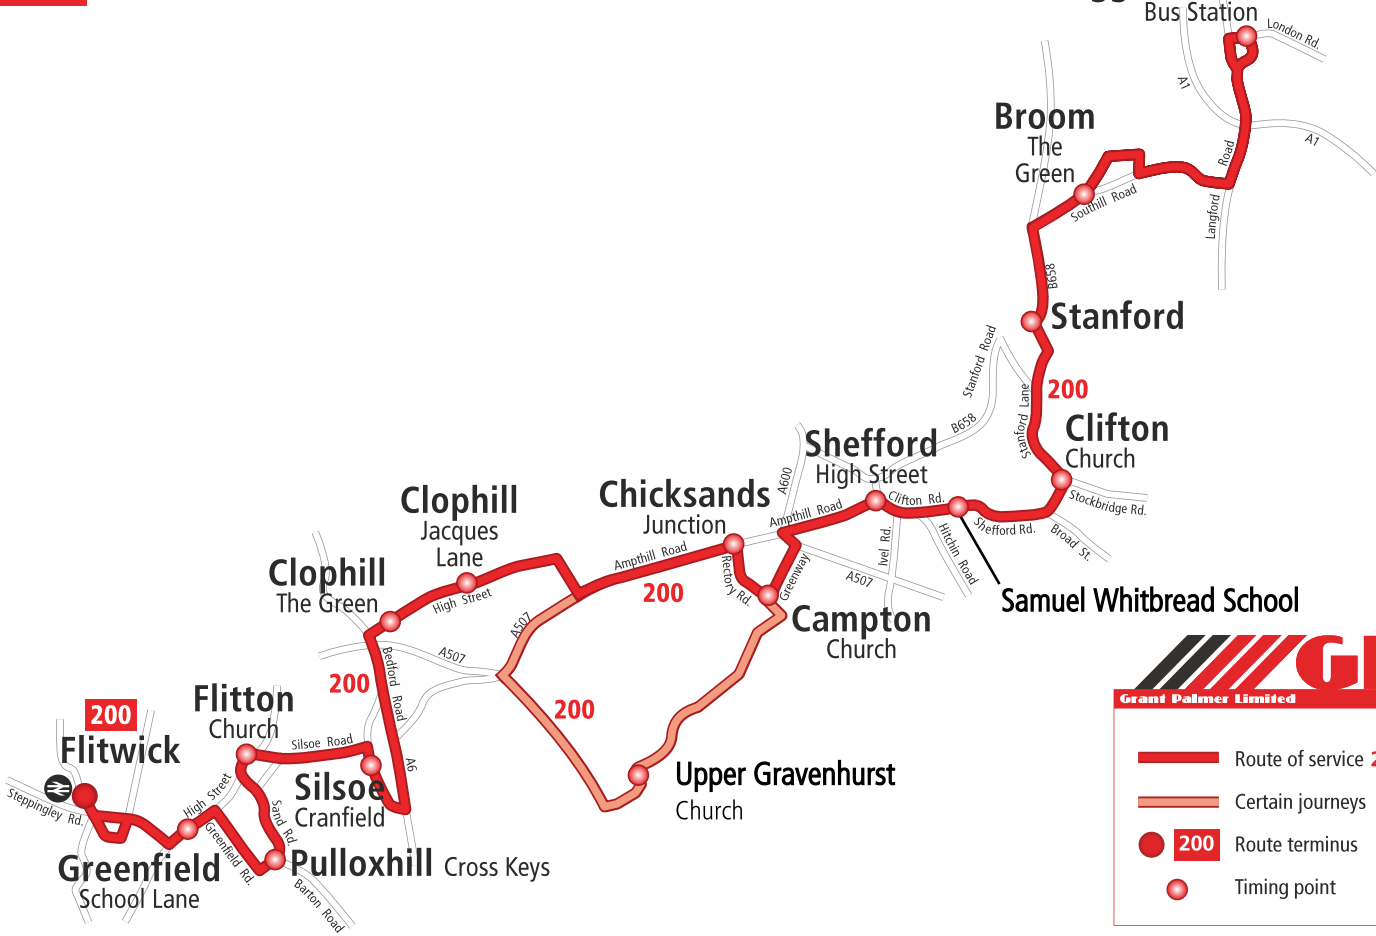 Bus Station
London Rd.
A1
A1
Broom
The
Green
Road
Southill Road
Langford
B658
Stanford
Stanford Road
200
Stanford Lane
B658
Clifton
Church
Stockbridge Rd.
Shefford
High Street
A600
Clifton Rd.
Ampthill Road
Shefford Rd.
Broad St.
Ivel Rd.
Hitchin Road
Chicksands
Junction
Clophill
Jacques
Lane
Ampthill Road
200
Rectory Rd.
Greenway
A507
Samuel Whitbread School
Clophill
The Green
High Street
Campton
Church
A507
A507
Bedford Road
200
200
Flitton
Church
200
Flitwick
Silsoe Road
A6
Silsoe
Cranfield
Upper Gravenhurst
Church
Steppingley Rd.
High Street
Sand Rd.
Greenfield Rd.
Greenfield
School Lane
Pulloxhill Cross Keys
Barton Road
Grant Palmer Limited
Route of service
Certain journeys
200 Route terminus
Timing point